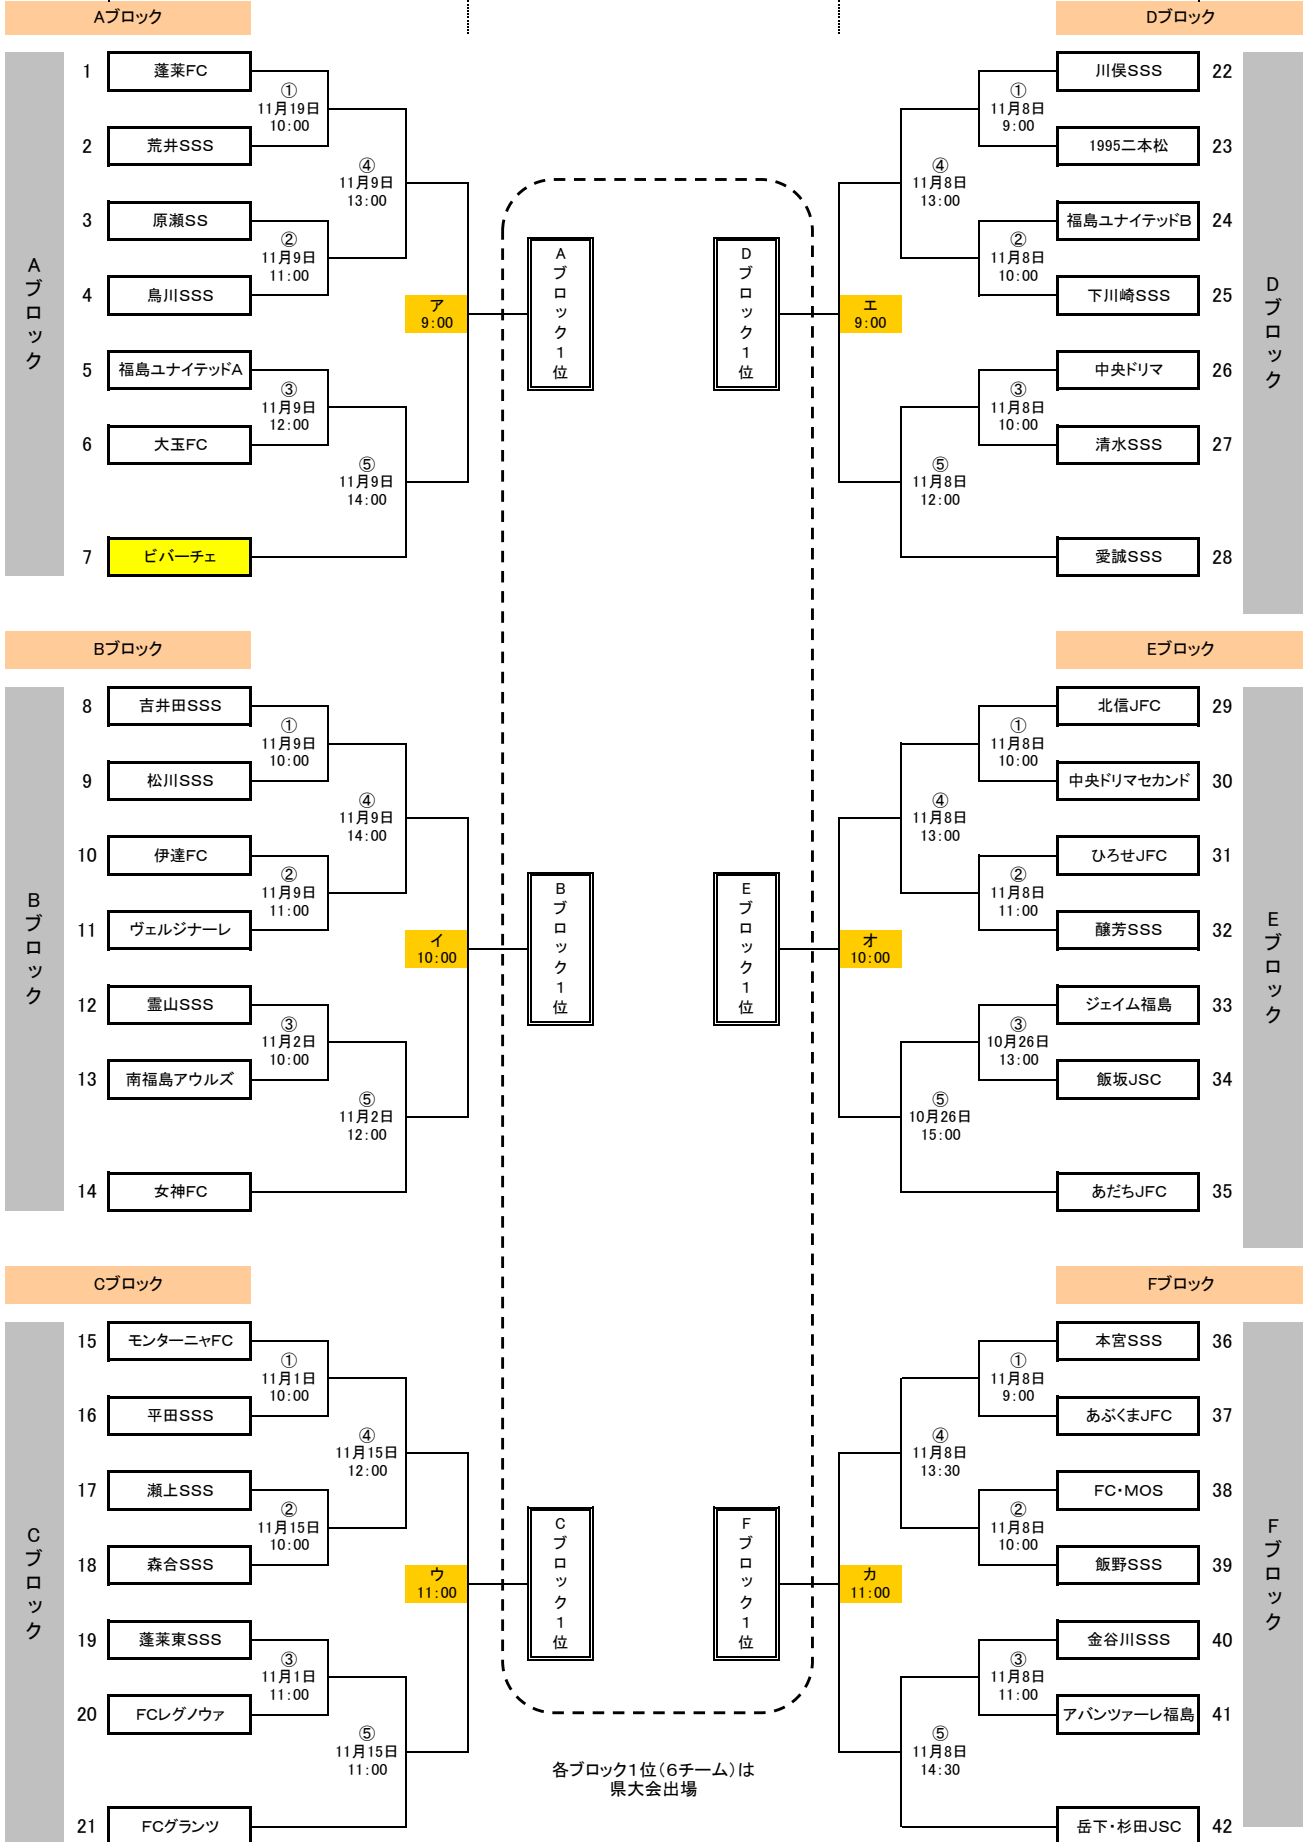 Aブロック
Aブロック
1 蓬莱FC
①
11月19日
10:00
2 荒井SSS
④
11月9日
13:00
3 原瀬SS
②
11月9日
11:00
4 鳥川SSS
ア
9:00
Aブロック1位
5 福島ユナイテッドA
③
11月9日
12:00
6 大玉FC
⑤
11月9日
14:00
7 ビバーチェ
Bブロック
Bブロック
8 吉井田SSS
①
11月9日
10:00
9 松川SSS
④
11月9日
14:00
10 伊達FC
②
11月9日
11:00
11 ヴェルジナーレ
イ
10:00
Bブロック1位
12 霊山SSS
③
11月2日
10:00
13 南福島アウルズ
⑤
11月2日
12:00
14 女神FC
Cブロック
Cブロック
15 モンターニャFC
①
11月1日
10:00
16 平田SSS
④
11月15日
12:00
17 瀬上SSS
②
11月15日
10:00
18 森合SSS
ウ
11:00
Cブロック1位
19 蓬莱東SSS
③
11月1日
11:00
20 FCレグノヴァ
⑤
11月15日
11:00
21 FCグランツ
Dブロック
Dブロック
川俣SSS 22
①
11月8日
9:00
1995二本松 23
④
11月8日
13:00
福島ユナイテッドB 24
②
11月8日
10:00
下川崎SSS 25
エ
9:00
Dブロック1位
中央ドリマ 26
③
11月8日
10:00
清水SSS 27
⑤
11月8日
12:00
愛誠SSS 28
Eブロック
Eブロック
北信JFC 29
①
11月8日
10:00
中央ドリマセカンド 30
④
11月8日
13:00
ひろせJFC 31
②
11月8日
11:00
醸芳SSS 32
オ
10:00
Eブロック1位
ジェイム福島 33
③
10月26日
13:00
飯坂JSC 34
⑤
10月26日
15:00
あだちJFC 35
Fブロック
Fブロック
本宮SSS 36
①
11月8日
9:00
あぶくまJFC 37
④
11月8日
13:30
FC・MOS 38
②
11月8日
10:00
飯野SSS 39
カ
11:00
Fブロック1位
金谷川SSS 40
③
11月8日
11:00
アバンツァーレ福島 41
⑤
11月8日
14:30
岳下・杉田JSC 42
各ブロック1位(6チーム)は
県大会出場